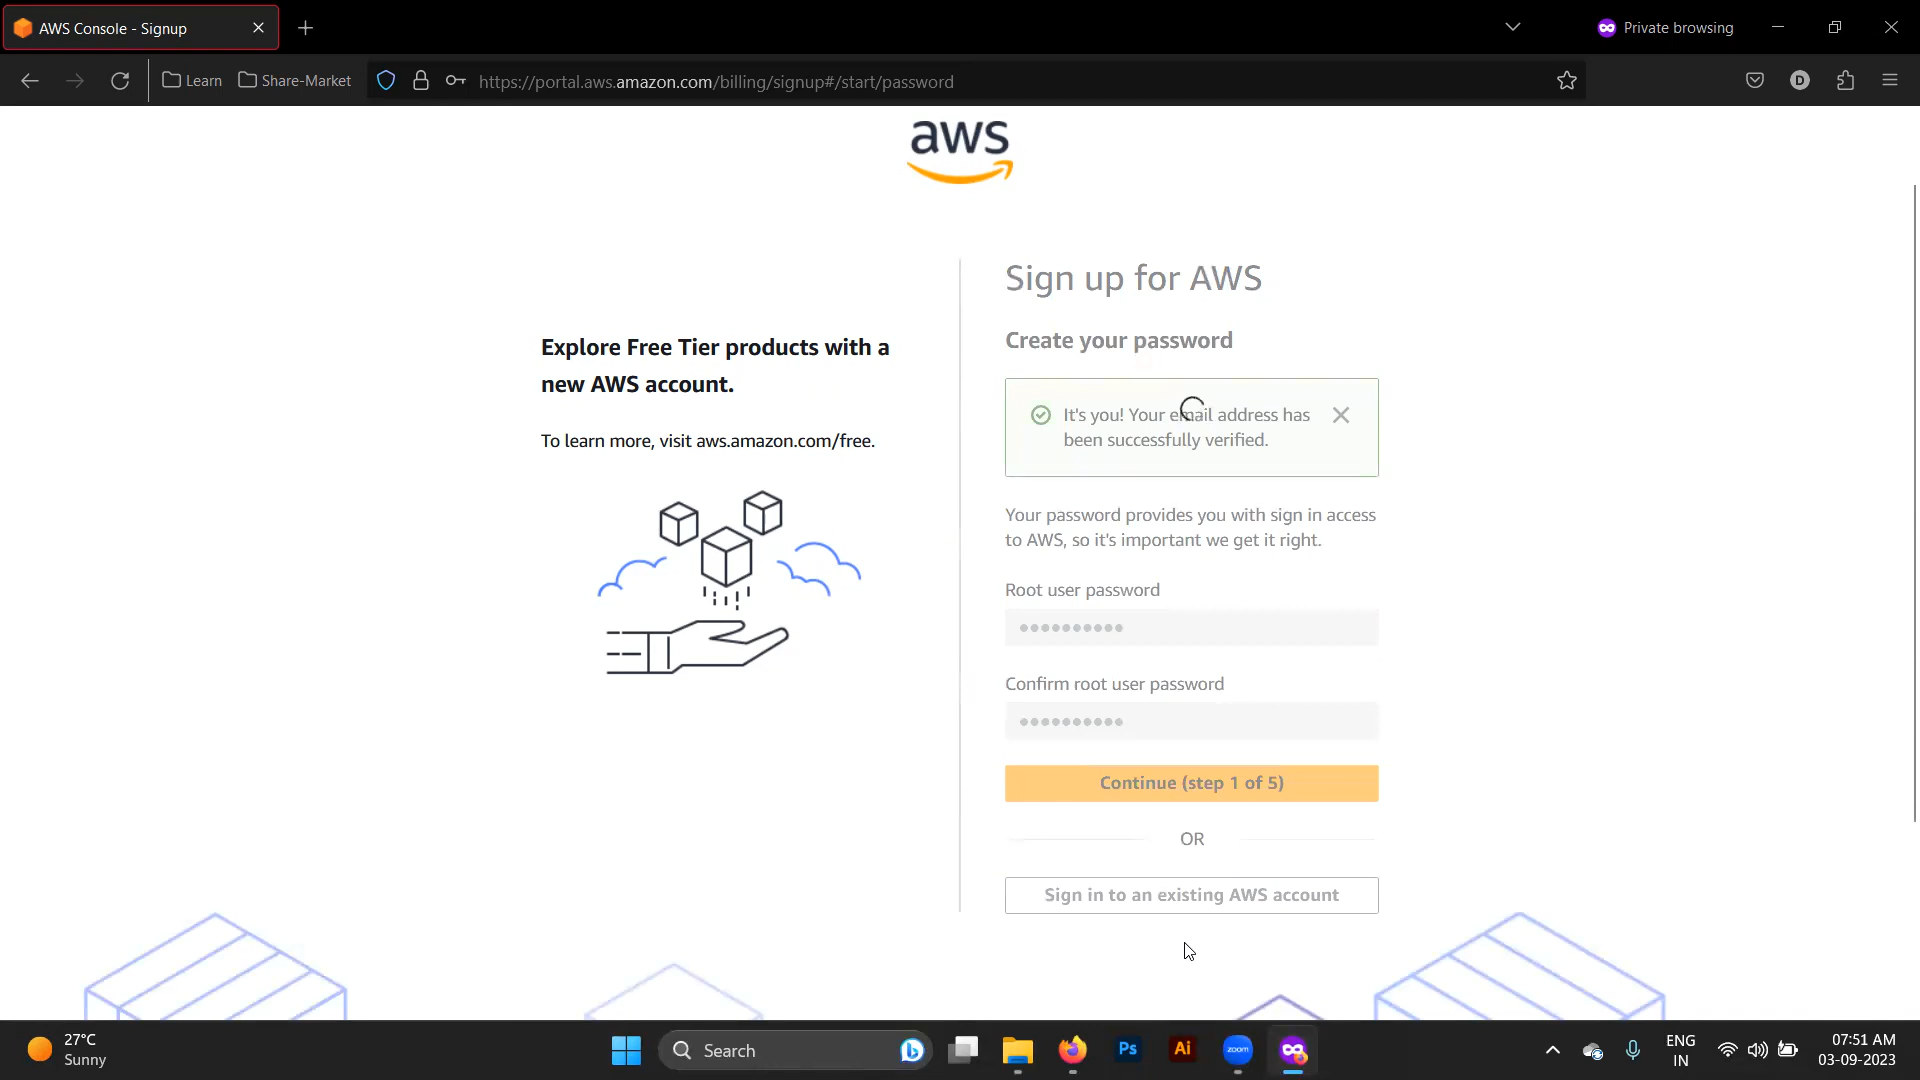 AWS Console - Signup
Private browsing
Learn
Share-Market
https://portal.aws.amazon.com/billing/signup#/start/password
D
aws
Sign up for AWS
Explore Free Tier products with a
new AWS account.
To learn more, visit aws.amazon.com/free.
Create your password
It's you! Your email address has
been successfully verified.
Your password provides you with sign in access
to AWS, so it's important we get it right.
Root user password
Confirm root user password
Continue (step 1 of 5)
OR
Sign in to an existing AWS account
27°C
Sunny
Search
Ps
Ai
zoom
ENG
IN
07:51 AM
03-09-2023